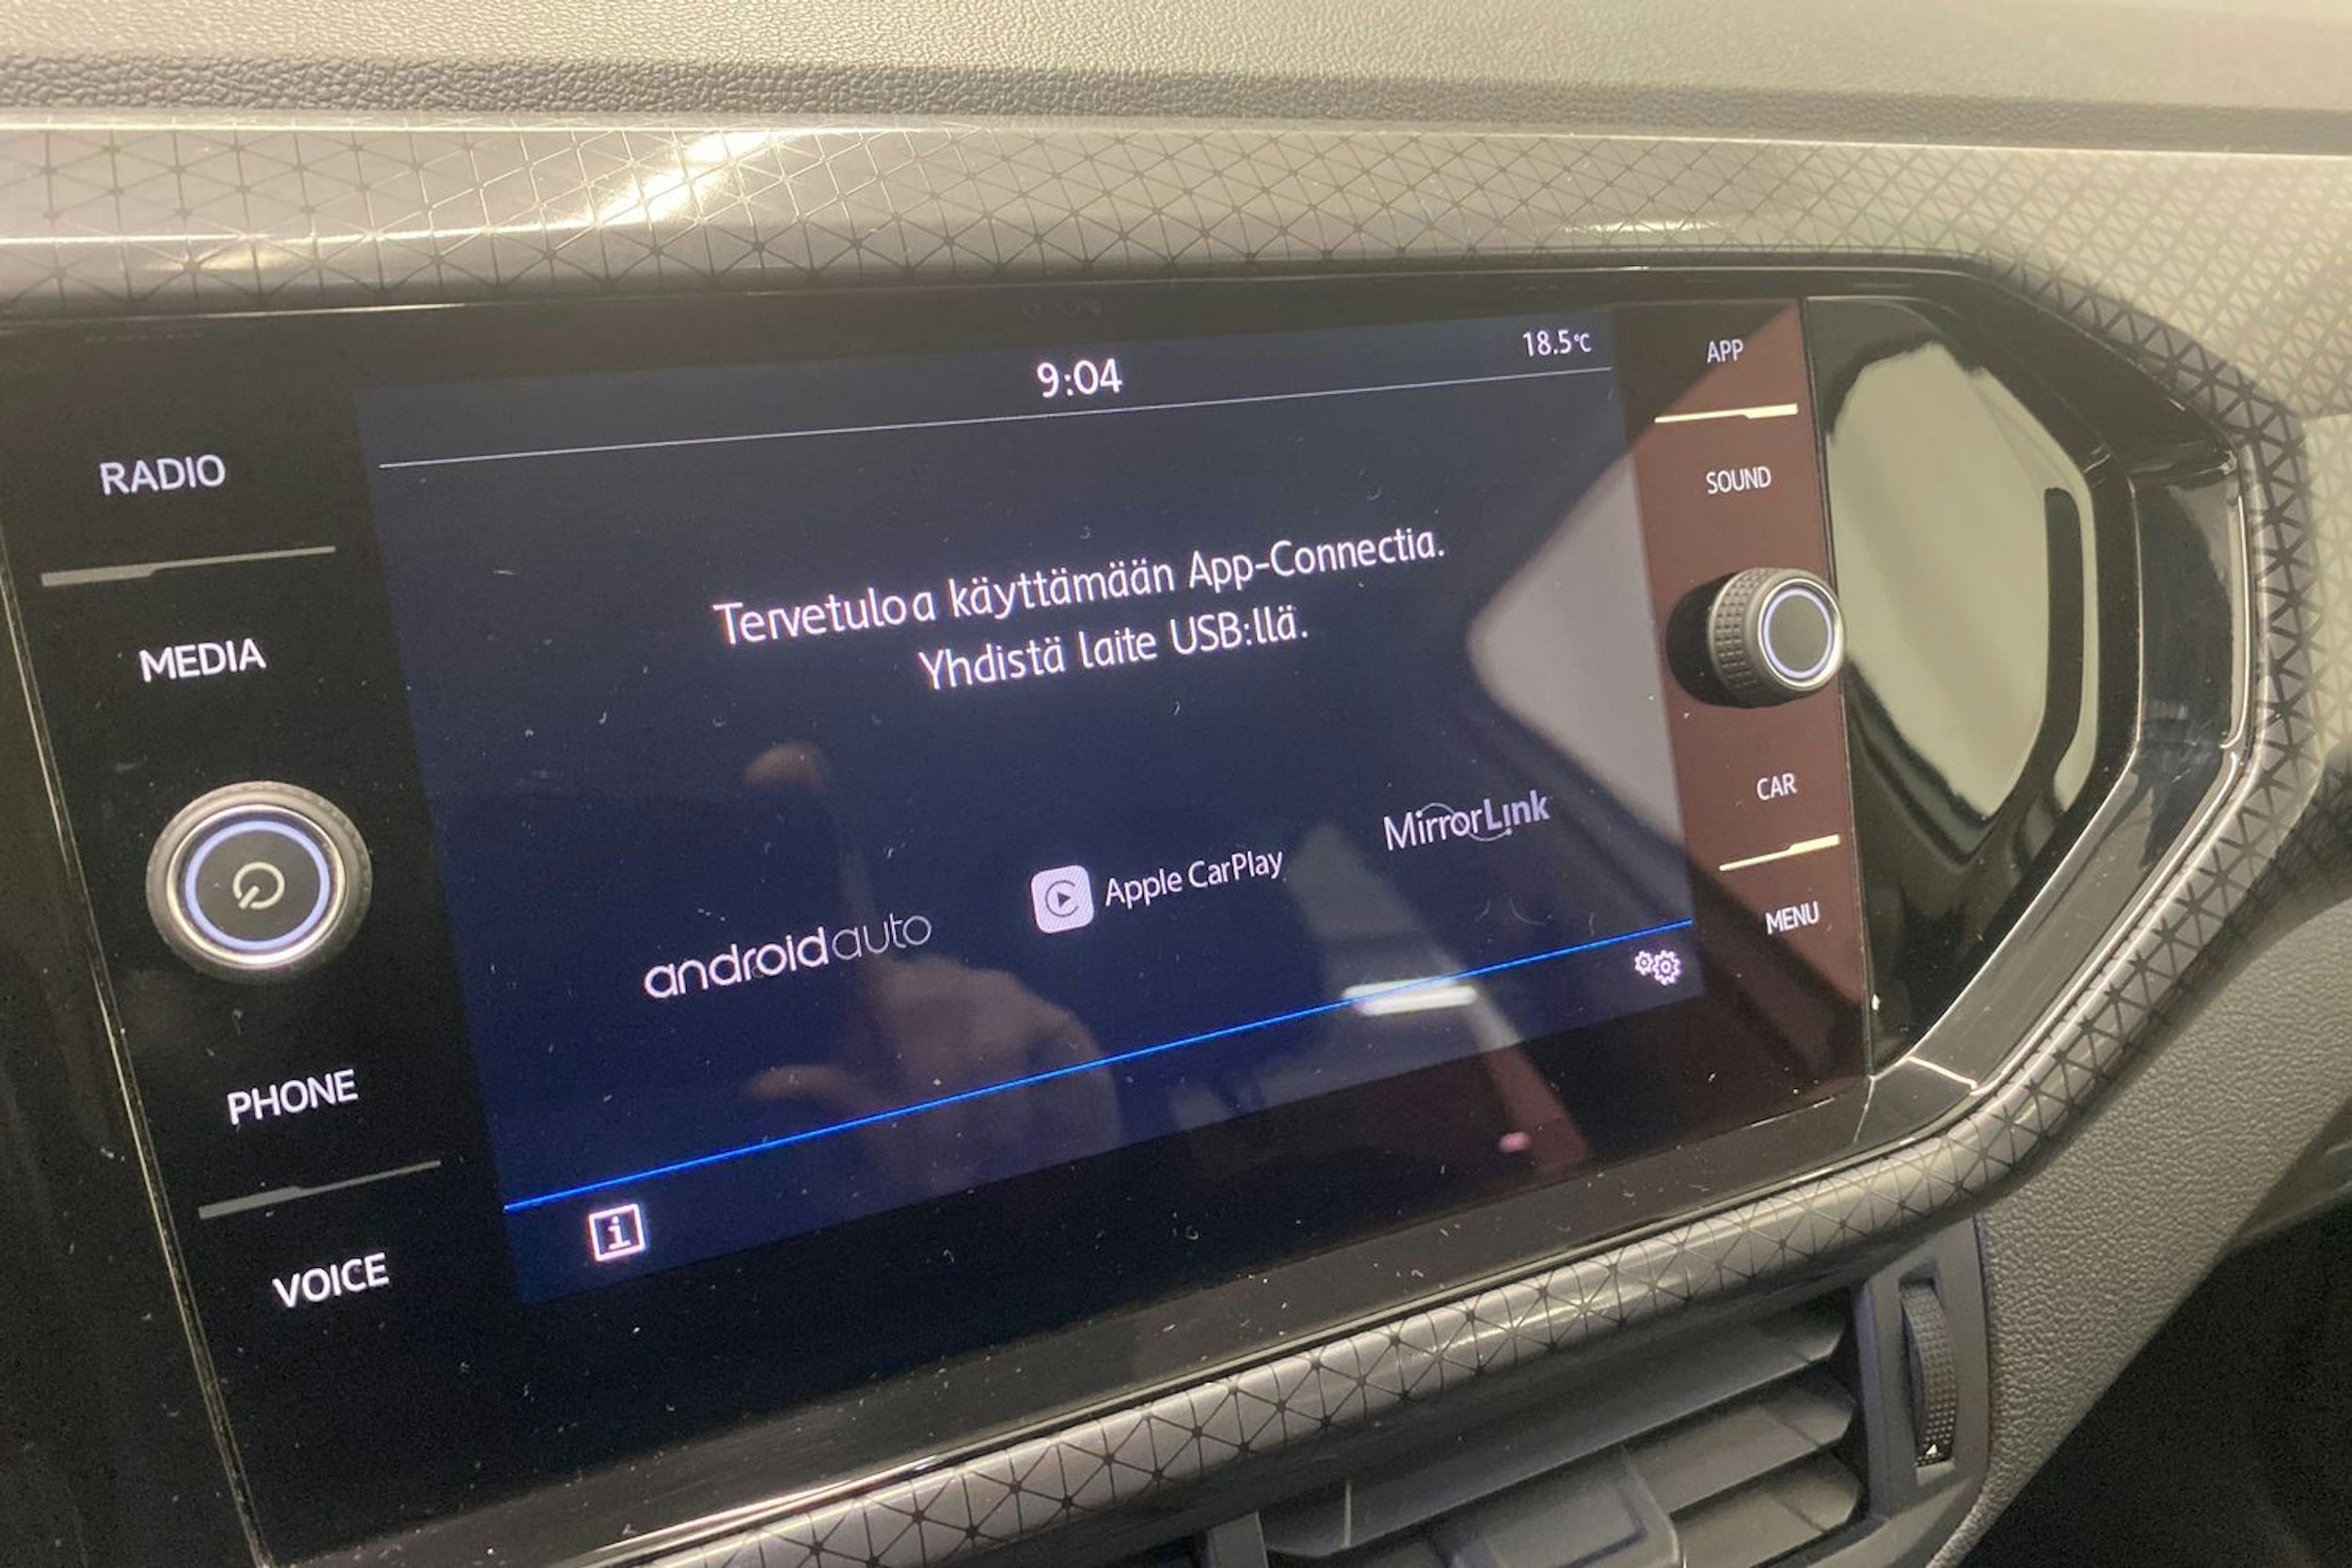 9:04
18.5°C
RADIO
MEDIA
PHONE
VOICE
Tervetuloa käyttämään App-Connectia.
Yhdistä laite USB:llä.
androidauto
Apple CarPlay
MirrorLink
i
APP
SOUND
CAR
MENU